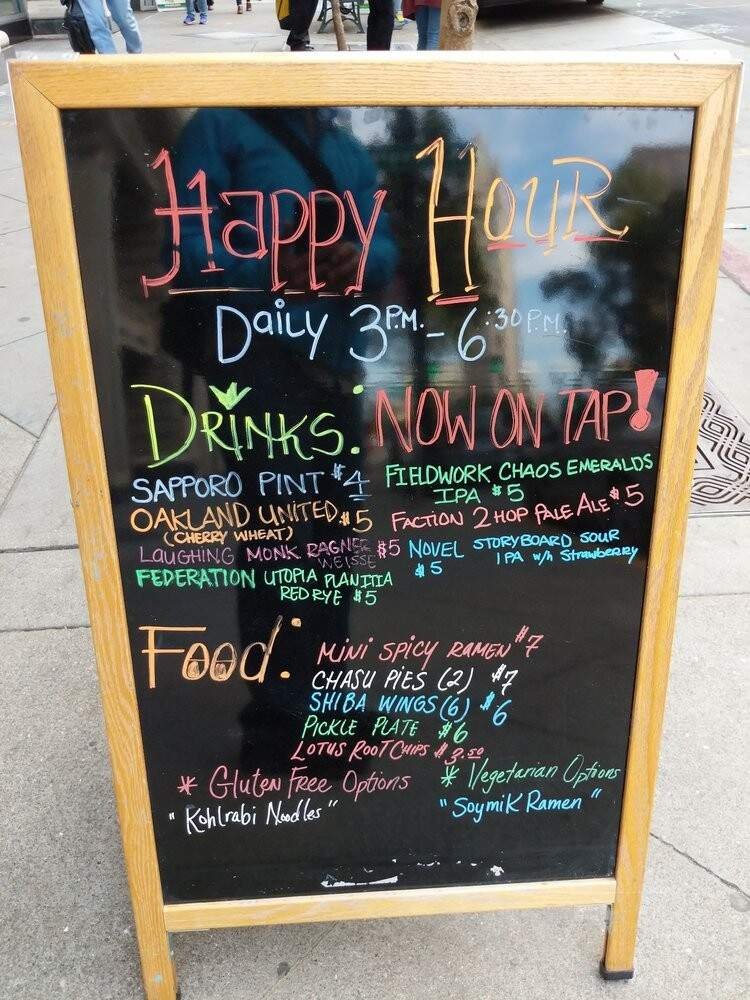 Happy Hour
Daily 3P.M. - 6:30P.M.
Drinks:
SAPPORO PINT $4
OAKLAND UNITED $5
(CHERRY WHEAT)
LAUGHING MONK RAGNER $5
WEISSE
FEDERATION UTOPIA PLANITIA
RED RYE $5
NOW ON TAP!
FIELDWORK CHAOS EMERALDS
IPA $5
FACTION 2 HOP PALE ALE $5
NOVEL STORYBOARD SOUR
$5 IPA w/h Strawberry
Food:
MINI SPICY RAMEN $7
CHASU PIES (2) $7
SHIBA WINGS (6) $6
PICKLE PLATE $6
LOTUS ROOT CHIPS $3.50
* Gluten Free Options
"Kohlrabi Noodles"
* Vegetarian Options
"Soymik Ramen"